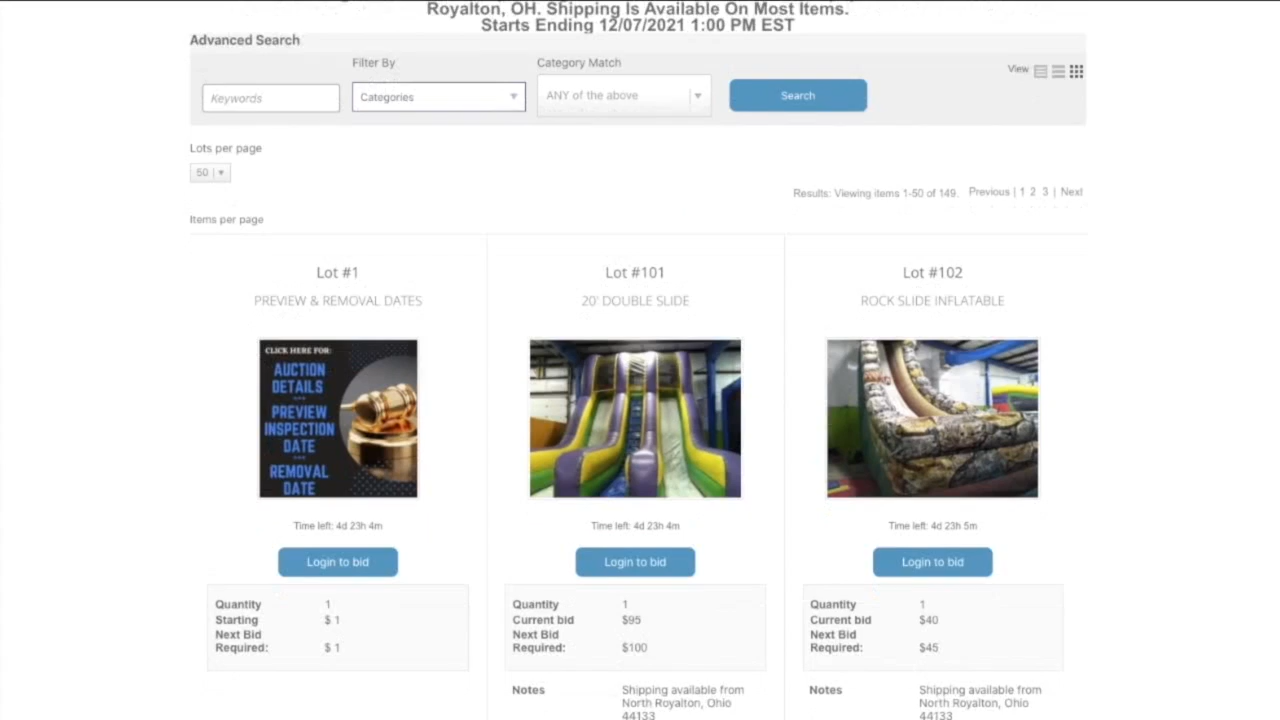 Royalton, OH. Shipping Is Available On Most Items.
Starts Ending 12/07/2021 1:00 PM EST
Advanced Search
Filter By
Category Match
View
Keywords
Categories
ANY of the above
Search
Lots per page
50
Results: Viewing items 1-50 of 149. Previous | 1 2 3 | Next
Items per page
Lot #1
PREVIEW & REMOVAL DATES
CLICK HERE FOR:
AUCTION
DETAILS
PREVIEW
INSPECTION
DATE
REMOVAL
DATE
Time left: 4d 23h 4m
Login to bid
Quantity 1
Starting $ 1
Next Bid
Required: $ 1
Lot #101
20' DOUBLE SLIDE
Time left: 4d 23h 4m
Login to bid
Quantity 1
Current bid $95
Next Bid
Required: $100
Notes Shipping available from
North Royalton, Ohio
44133
Lot #102
ROCK SLIDE INFLATABLE
Time left: 4d 23h 5m
Login to bid
Quantity 1
Current bid $40
Next Bid
Required: $45
Notes Shipping available from
North Royalton, Ohio
44133